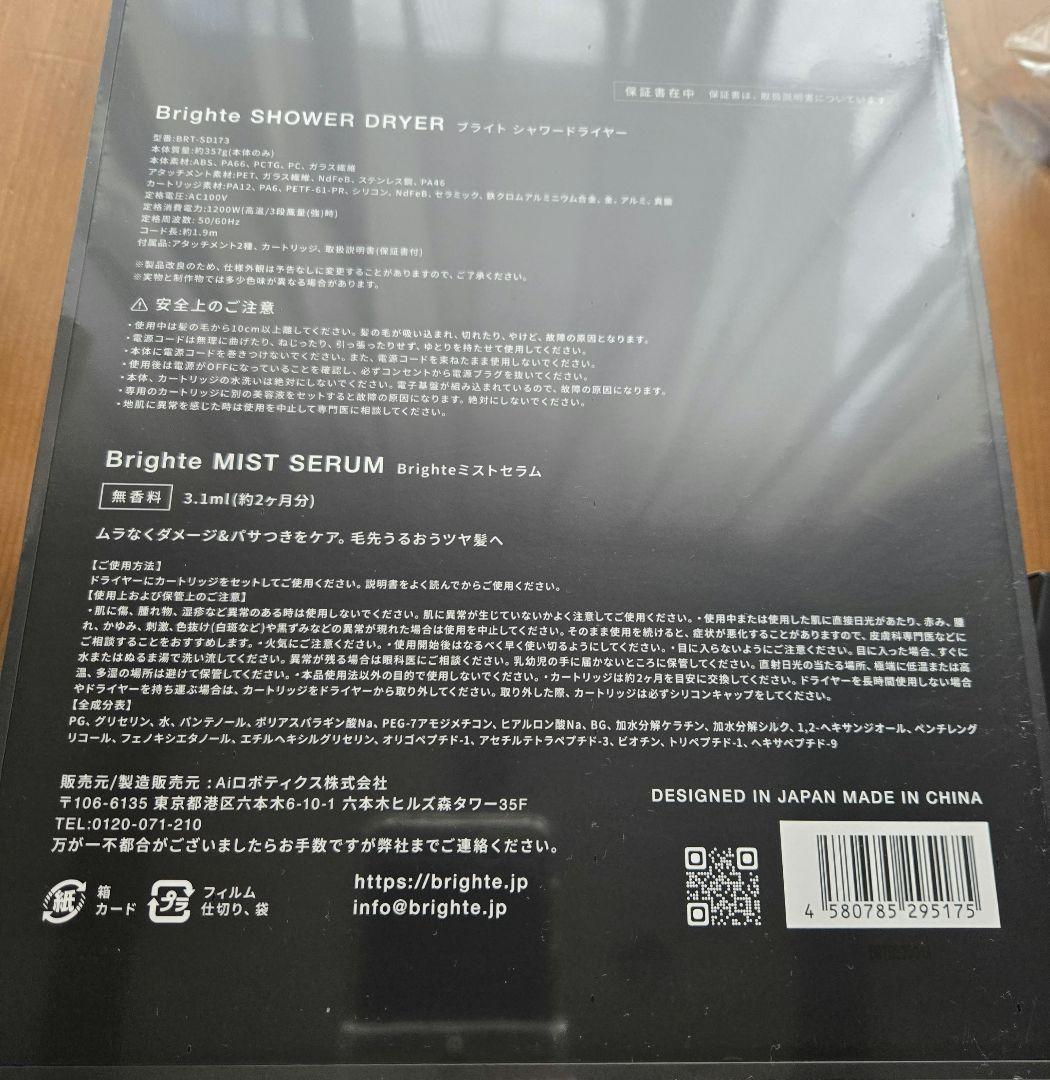 保証書在中 保証書は、取扱説明書についています。
Brighte SHOWER DRYER ブライト シャワードライヤー
型番:BRT-SD173
本体質量:約357g(本体のみ)
本体素材:ABS、PA66、PCTG、PC、ガラス繊維
アタッチメント素材:PET、ガラス繊維、NdFeB、ステンレス鋼、PA46
カートリッジ素材:PA12、PA6、PETF-61-PR、シリコン、NdFeB、セラミック、鉄クロムアルミニウム合金、金、アルミ、真鍮
定格電圧:AC100V
定格消費電力:1200W(高温/3段風量(強)時)
定格周波数: 50/60Hz
コード長:約1.9m
付属品:アタッチメント2種、カートリッジ、取扱説明書(保証書付)
※製品改良のため、仕様外観は予告なしに変更することがありますので、ご了承ください。
※実物と制作物では多少色味が異なる場合があります。
⚠ 安全上のご注意
・使用中は髪の毛から10cm以上離してください。髪の毛が吸い込まれ、切れたり、やけど、故障の原因となります。
・電源コードは無理に曲げたり、ねじったり、引っ張ったりせず、ゆとりを持たせて使用してください。
・本体に電源コードを巻きつけないでください。また、電源コードを束ねたまま使用しないでください。
・使用後は電源がOFFになっていることを確認し、必ずコンセントから電源プラグを抜いてください。
・本体、カートリッジの水洗いは絶対にしないでください。電子基盤が組み込まれているので、故障の原因になります。
・専用のカートリッジに別の美容液をセットすると故障の原因になります。絶対にしないでください。
・地肌に異常を感じた時は使用を中止して専門医に相談してください。
Brighte MIST SERUM Brighteミストセラム
無香料 3.1ml(約2ヶ月分)
ムラなくダメージ&パサつきをケア。毛先うるおうツヤ髪へ
【ご使用方法】
ドライヤーにカートリッジをセットしてご使用ください。説明書をよく読んでからご使用ください。
【使用上および保管上のご注意】
・肌に傷、腫れ物、湿疹など異常のある時は使用しないでください。肌に異常が生じていないかよく注意してご使用ください。・使用中または使用した肌に直接日光があたり、赤み、腫
れ、かゆみ、刺激、色抜け(白斑など)や黒ずみなどの異常が現れた場合は使用を中止してください。そのまま使用を続けると、症状が悪化することがありますので、皮膚科専門医などに
ご相談することをおすすめします。・火気にご注意ください。・使用開始後はなるべく早く使い切るようにしてください。・目に入らないようにご注意ください。目に入った場合、すぐに
水またはぬるま湯で洗い流してください。異常が残る場合は眼科医にご相談ください。乳幼児の手に届かないところに保管してください。直射日光の当たる場所、極端に低温または高
温、多湿の場所は避けて保管してください。・本品使用法以外の目的で使用しないでください。・カートリッジは約2ヶ月を目安に交換してください。ドライヤーを長時間使用しない場合
やドライヤーを持ち運ぶ場合は、カートリッジをドライヤーから取り外してください。取り外した際、カートリッジは必ずシリコンキャップをしてください。
【全成分表】
PG、グリセリン、水、パンテノール、ポリアスパラギン酸Na、PEG-7アモジメチコン、ヒアルロン酸Na、BG、加水分解ケラチン、加水分解シルク、1,2-ヘキサンジオール、ペンチレング
リコール、フェノキシエタノール、エチルヘキシルグリセリン、オリゴペプチド-1、アセチルテトラペプチド-3、ビオチン、トリペプチド-1、ヘキサペプチド-9
販売元/製造販売元 : Aiロボティクス株式会社
〒106-6135 東京都港区六本木6-10-1 六本木ヒルズ森タワー35F
TEL:0120-071-210
万が一不都合がございましたらお手数ですが弊社までご連絡ください。
DESIGNED IN JAPAN MADE IN CHINA
紙 箱
カード
プラ フィルム
仕切り、袋
https://brighte.jp
info@brighte.jp
4 580785 295175